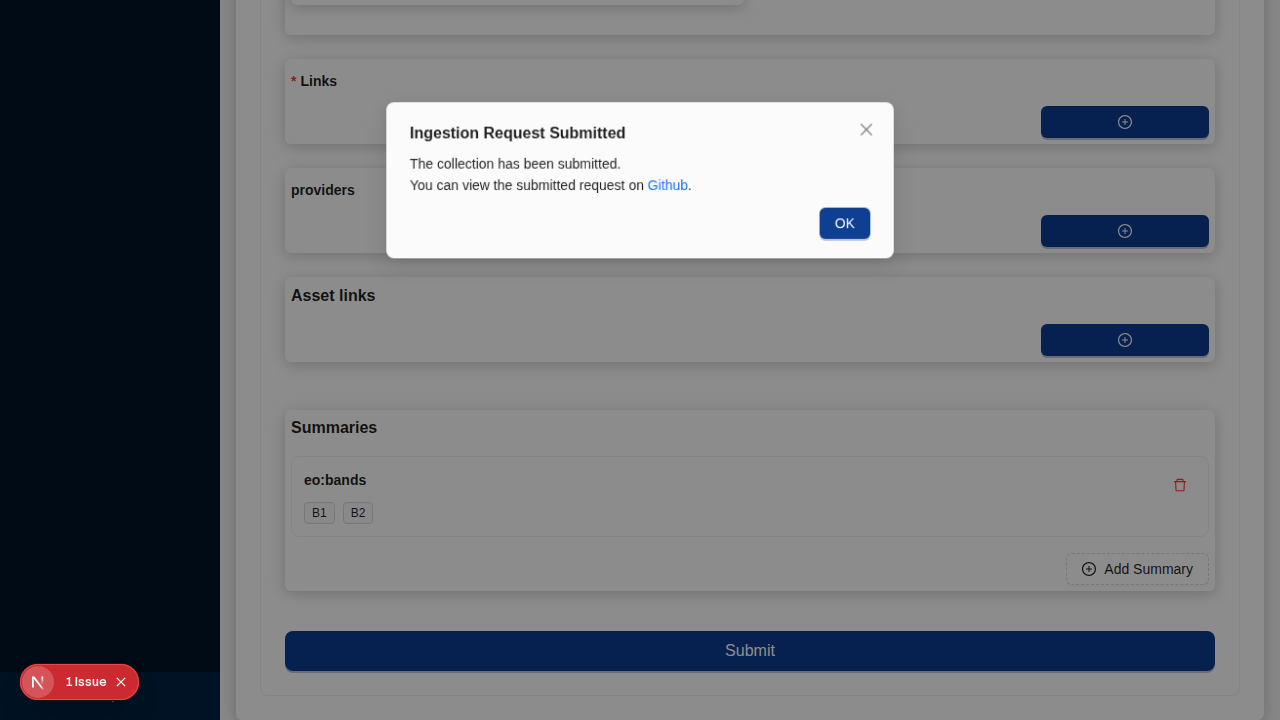 * Links
Ingestion Request Submitted
The collection has been submitted.
You can view the submitted request on Github.
OK
providers
Asset links
Summaries
eo:bands
B1 B2
Add Summary
Submit
1 Issue